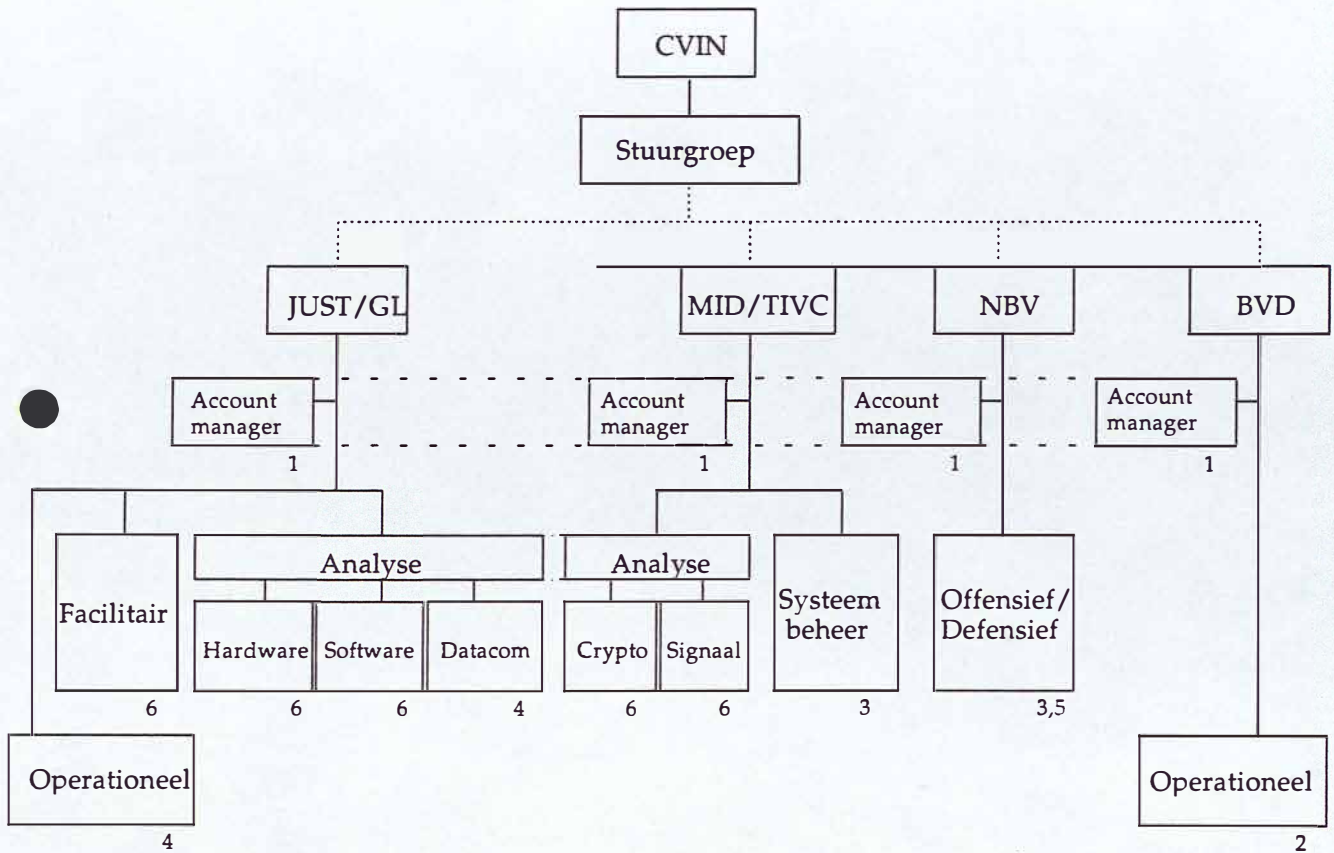 CVIN
Stuurgroep
JUST/GL
MID/TIVC
NBV
BVD
Account
manager
1
Account
manager
1
Account
manager
1
Account
manager
1
Facilitair
6
Analyse
Hardware
6
Software
6
Datacom
4
Analyse
Crypto
6
Signaal
6
Systeem
beheer
3
Offensief/
Defensief
3,5
Operationeel
4
Operationeel
2